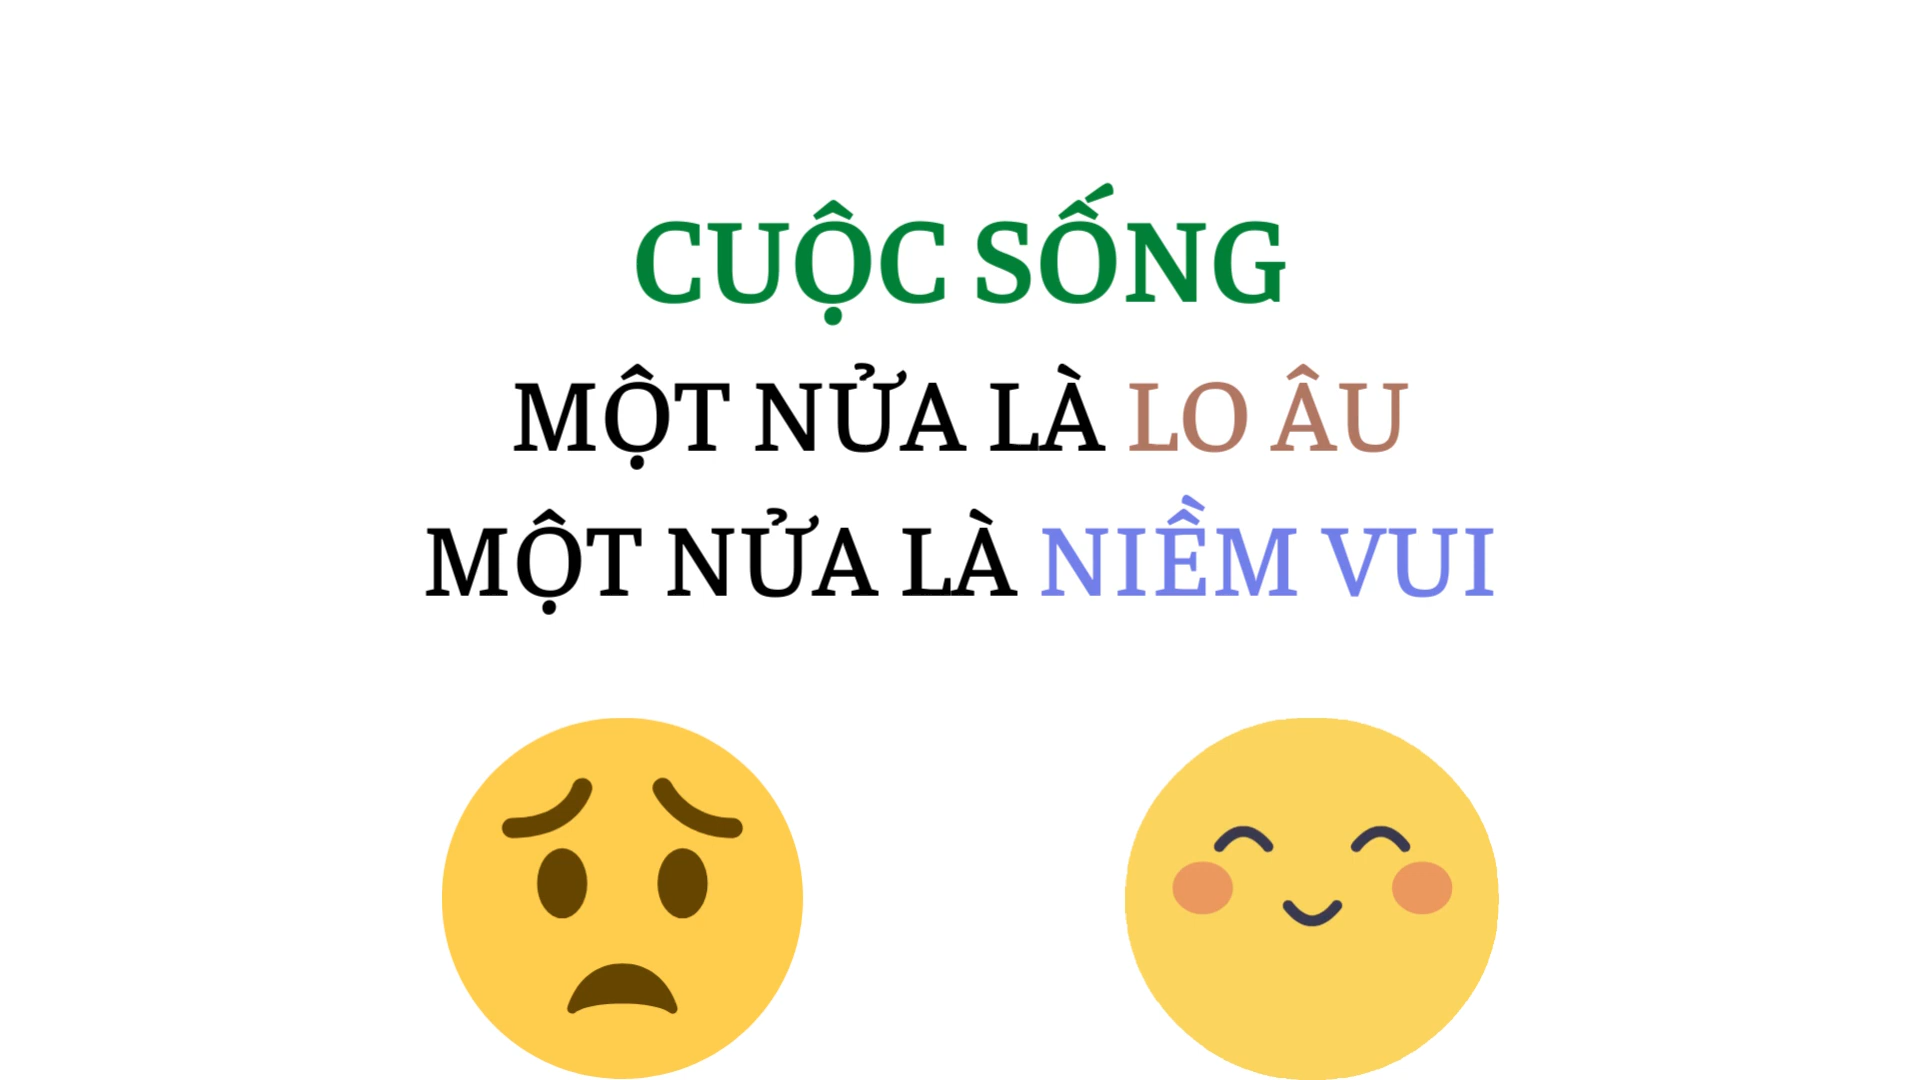 CUỘC SỐNG
MỘT NỬA LÀ LO ÂU
MỘT NỬA LÀ NIỀM VUI